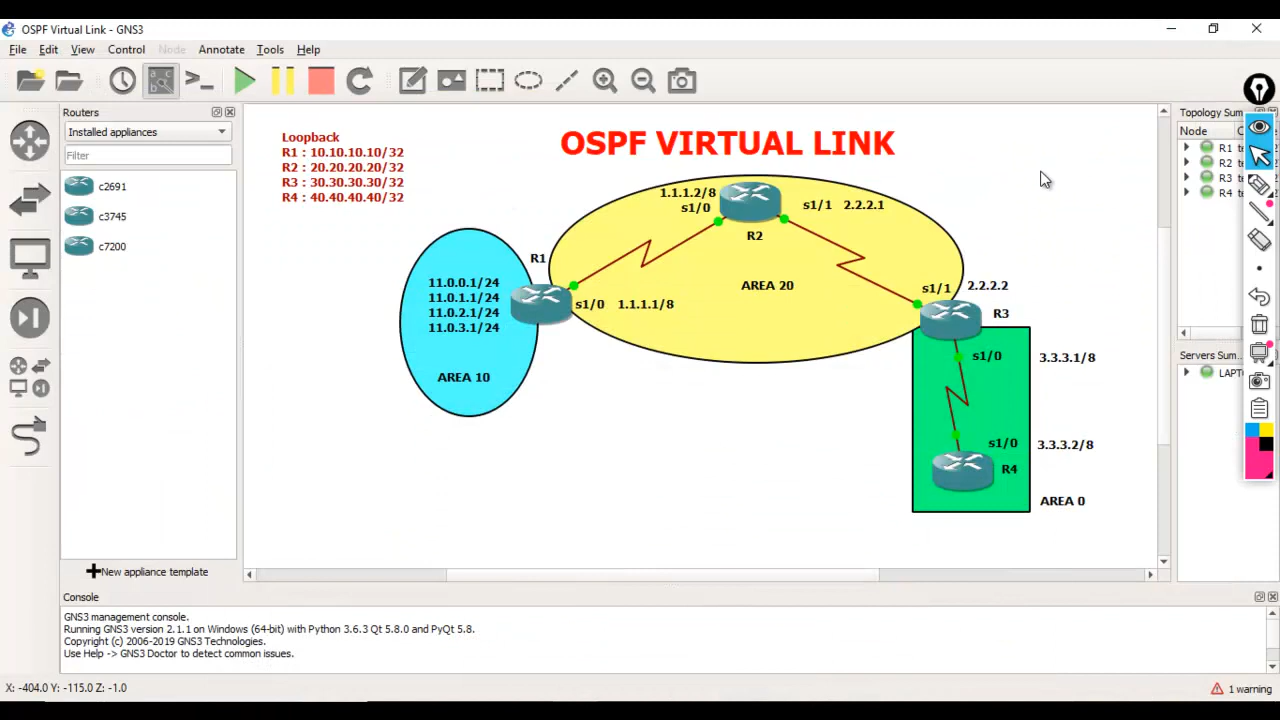 OSPF Virtual Link - GNS3
File Edit View Control Node Annotate Tools Help
Routers
Installed appliances
Filter
c2691
c3745
c7200
New appliance template
Loopback
R1 : 10.10.10.10/32
R2 : 20.20.20.20/32
R3 : 30.30.30.30/32
R4 : 40.40.40.40/32
OSPF VIRTUAL LINK
1.1.1.2/8
s1/0
s1/1 2.2.2.1
R2
R1
11.0.0.1/24
11.0.1.1/24
11.0.2.1/24
11.0.3.1/24
AREA 10
s1/0 1.1.1.1/8
AREA 20
s1/1 2.2.2.2
R3
s1/0 3.3.3.1/8
s1/0 3.3.3.2/8
R4
AREA 0
Topology Sum
Node
R1 te
R2 te
R3 te
R4 te
Servers Sum...
LAPT
Console
GNS3 management console.
Running GNS3 version 2.1.1 on Windows (64-bit) with Python 3.6.3 Qt 5.8.0 and PyQt 5.8.
Copyright (c) 2006-2019 GNS3 Technologies.
Use Help -> GNS3 Doctor to detect common issues.
X: -404.0 Y: -115.0 Z: -1.0
1 warning